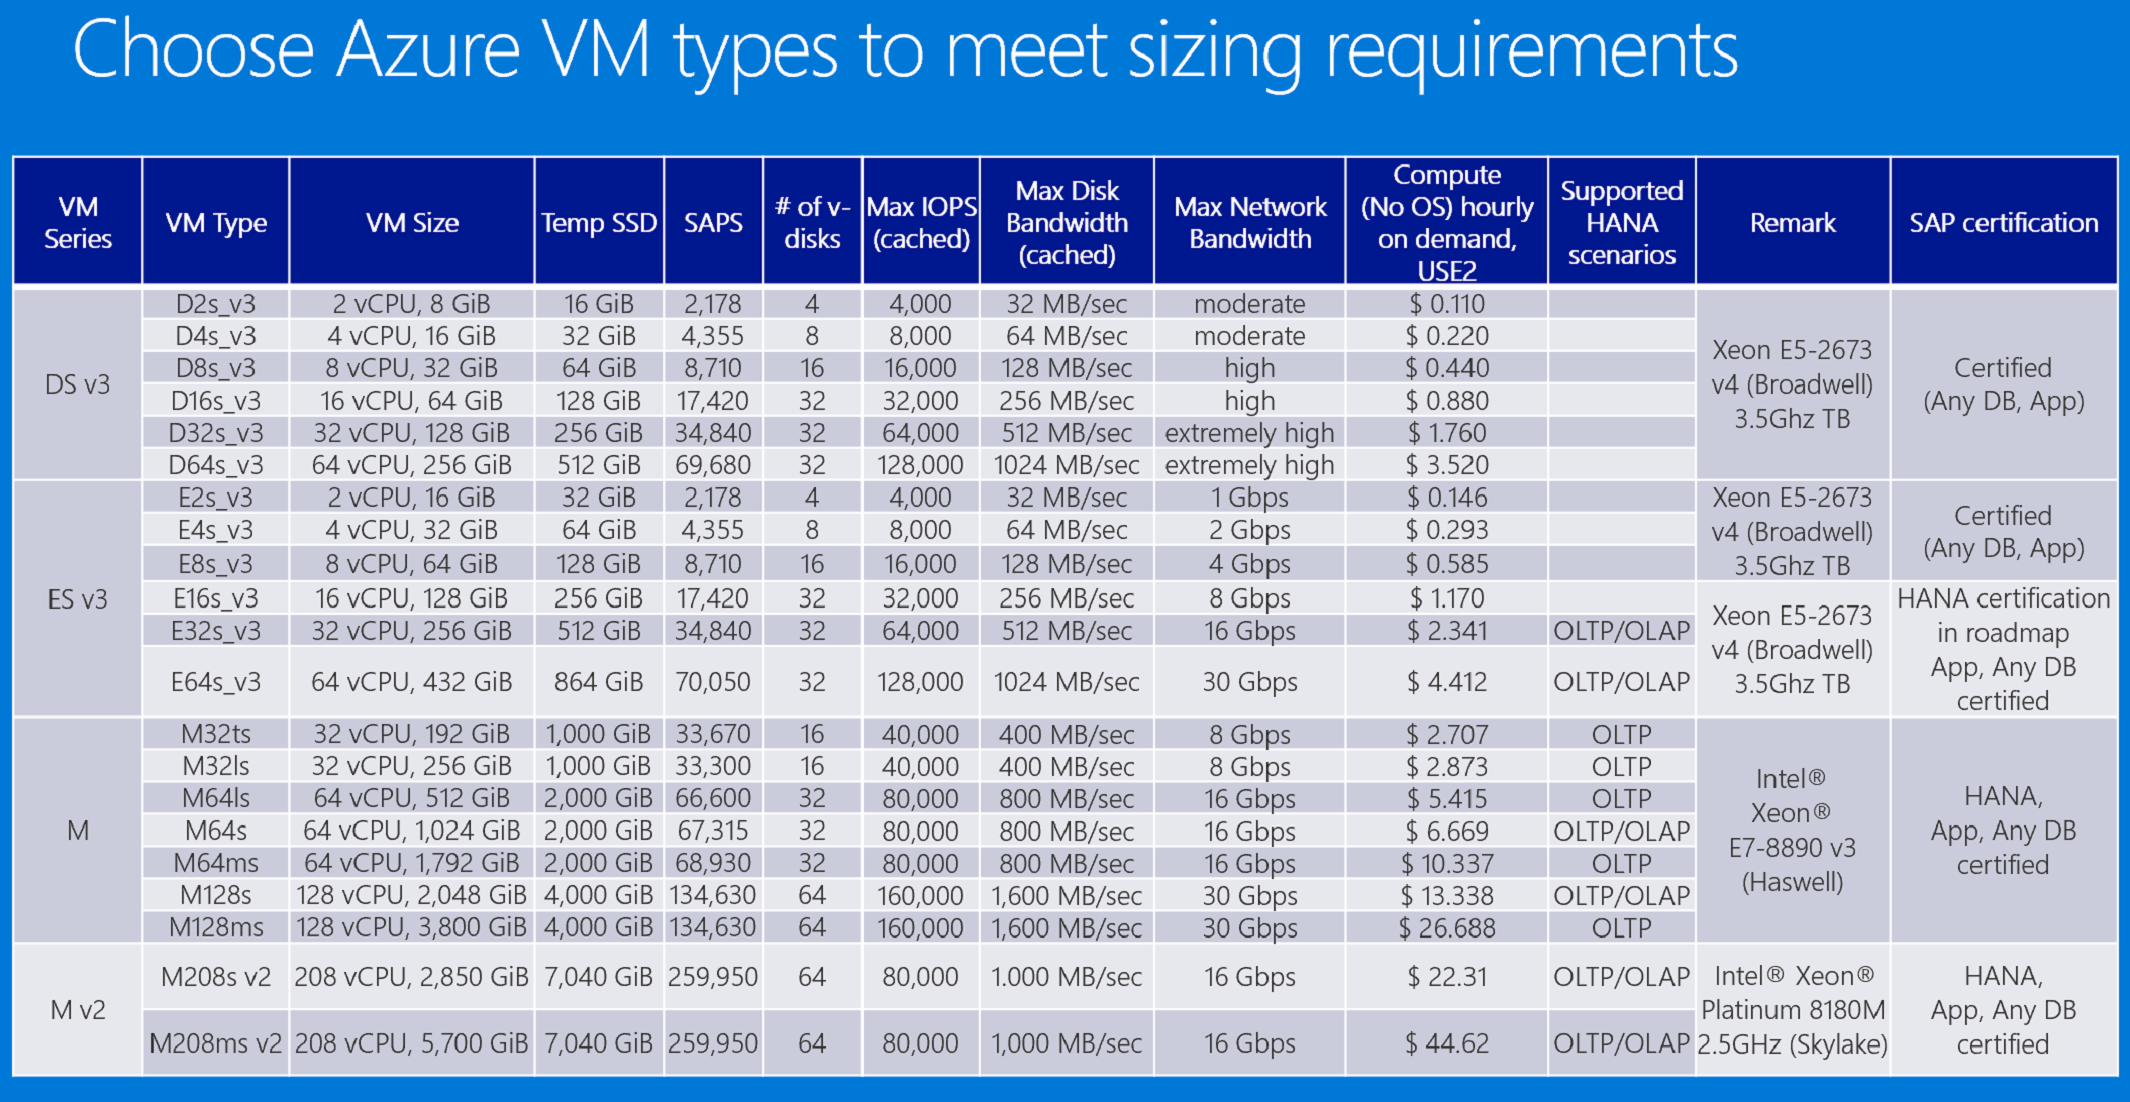 Choose Azure VM types to meet sizing requirements
VM Series | VM Type | VM Size | Temp SSD | SAPS | # of v-disks | Max IOPS (cached) | Max Disk Bandwidth (cached) | Max Network Bandwidth | Compute (No OS) hourly on demand, USE2 | Supported HANA scenarios | Remark | SAP certification
DS v3 | D2s_v3 | 2 vCPU, 8 GiB | 16 GiB | 2,178 | 4 | 4,000 | 32 MB/sec | moderate | $ 0.110 | | Xeon E5-2673 v4 (Broadwell) 3.5Ghz TB | Certified (Any DB, App)
D4s_v3 | 4 vCPU, 16 GiB | 32 GiB | 4,355 | 8 | 8,000 | 64 MB/sec | moderate | $ 0.220
D8s_v3 | 8 vCPU, 32 GiB | 64 GiB | 8,710 | 16 | 16,000 | 128 MB/sec | high | $ 0.440
D16s_v3 | 16 vCPU, 64 GiB | 128 GiB | 17,420 | 32 | 32,000 | 256 MB/sec | high | $ 0.880
D32s_v3 | 32 vCPU, 128 GiB | 256 GiB | 34,840 | 32 | 64,000 | 512 MB/sec | extremely high | $ 1.760
D64s_v3 | 64 vCPU, 256 GiB | 512 GiB | 69,680 | 32 | 128,000 | 1024 MB/sec | extremely high | $ 3.520
ES v3 | E2s_v3 | 2 vCPU, 16 GiB | 32 GiB | 2,178 | 4 | 4,000 | 32 MB/sec | 1 Gbps | $ 0.146 | | Xeon E5-2673 v4 (Broadwell) 3.5Ghz TB | Certified (Any DB, App)
E4s_v3 | 4 vCPU, 32 GiB | 64 GiB | 4,355 | 8 | 8,000 | 64 MB/sec | 2 Gbps | $ 0.293
E8s_v3 | 8 vCPU, 64 GiB | 128 GiB | 8,710 | 16 | 16,000 | 128 MB/sec | 4 Gbps | $ 0.585
E16s_v3 | 16 vCPU, 128 GiB | 256 GiB | 17,420 | 32 | 32,000 | 256 MB/sec | 8 Gbps | $ 1.170 | | Xeon E5-2673 v4 (Broadwell) 3.5Ghz TB | HANA certification in roadmap App, Any DB certified
E32s_v3 | 32 vCPU, 256 GiB | 512 GiB | 34,840 | 32 | 64,000 | 512 MB/sec | 16 Gbps | $ 2.341 | OLTP/OLAP
E64s_v3 | 64 vCPU, 432 GiB | 864 GiB | 70,050 | 32 | 128,000 | 1024 MB/sec | 30 Gbps | $ 4.412 | OLTP/OLAP
M | M32ts | 32 vCPU, 192 GiB | 1,000 GiB | 33,670 | 16 | 40,000 | 400 MB/sec | 8 Gbps | $ 2.707 | OLTP | Intel® Xeon® E7-8890 v3 (Haswell) | HANA, App, Any DB certified
M32ls | 32 vCPU, 256 GiB | 1,000 GiB | 33,300 | 16 | 40,000 | 400 MB/sec | 8 Gbps | $ 2.873 | OLTP
M64ls | 64 vCPU, 512 GiB | 2,000 GiB | 66,600 | 32 | 80,000 | 800 MB/sec | 16 Gbps | $ 5.415 | OLTP
M64s | 64 vCPU, 1,024 GiB | 2,000 GiB | 67,315 | 32 | 80,000 | 800 MB/sec | 16 Gbps | $ 6.669 | OLTP/OLAP
M64ms | 64 vCPU, 1,792 GiB | 2,000 GiB | 68,930 | 32 | 80,000 | 800 MB/sec | 16 Gbps | $ 10.337 | OLTP
M128s | 128 vCPU, 2,048 GiB | 4,000 GiB | 134,630 | 64 | 160,000 | 1,600 MB/sec | 30 Gbps | $ 13.338 | OLTP/OLAP
M128ms | 128 vCPU, 3,800 GiB | 4,000 GiB | 134,630 | 64 | 160,000 | 1,600 MB/sec | 30 Gbps | $ 26.688 | OLTP
M v2 | M208s v2 | 208 vCPU, 2,850 GiB | 7,040 GiB | 259,950 | 64 | 80,000 | 1.000 MB/sec | 16 Gbps | $ 22.31 | OLTP/OLAP | Intel® Xeon® Platinum 8180M 2.5GHz (Skylake) | HANA, App, Any DB certified
M208ms v2 | 208 vCPU, 5,700 GiB | 7,040 GiB | 259,950 | 64 | 80,000 | 1,000 MB/sec | 16 Gbps | $ 44.62 | OLTP/OLAP